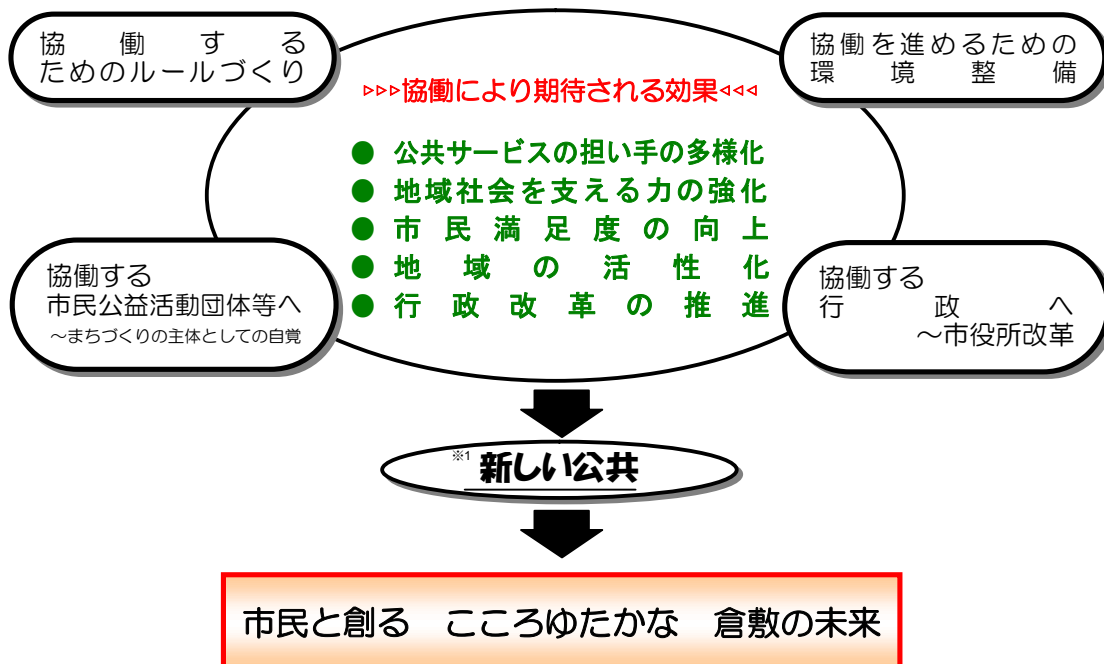 協働する
ためのルールづくり
協働を進めるための
環境整備
▹▹▹協働により期待される効果◃◃◃
● 公共サービスの担い手の多様化
● 地域社会を支える力の強化
● 市民満足度の向上
● 地域の活性化
● 行政改革の推進
協働する
市民公益活動団体等へ
～まちづくりの主体としての自覚
協働する
行政へ
～市役所改革
※1 新しい公共
市民と創る　こころゆたかな　倉敷の未来